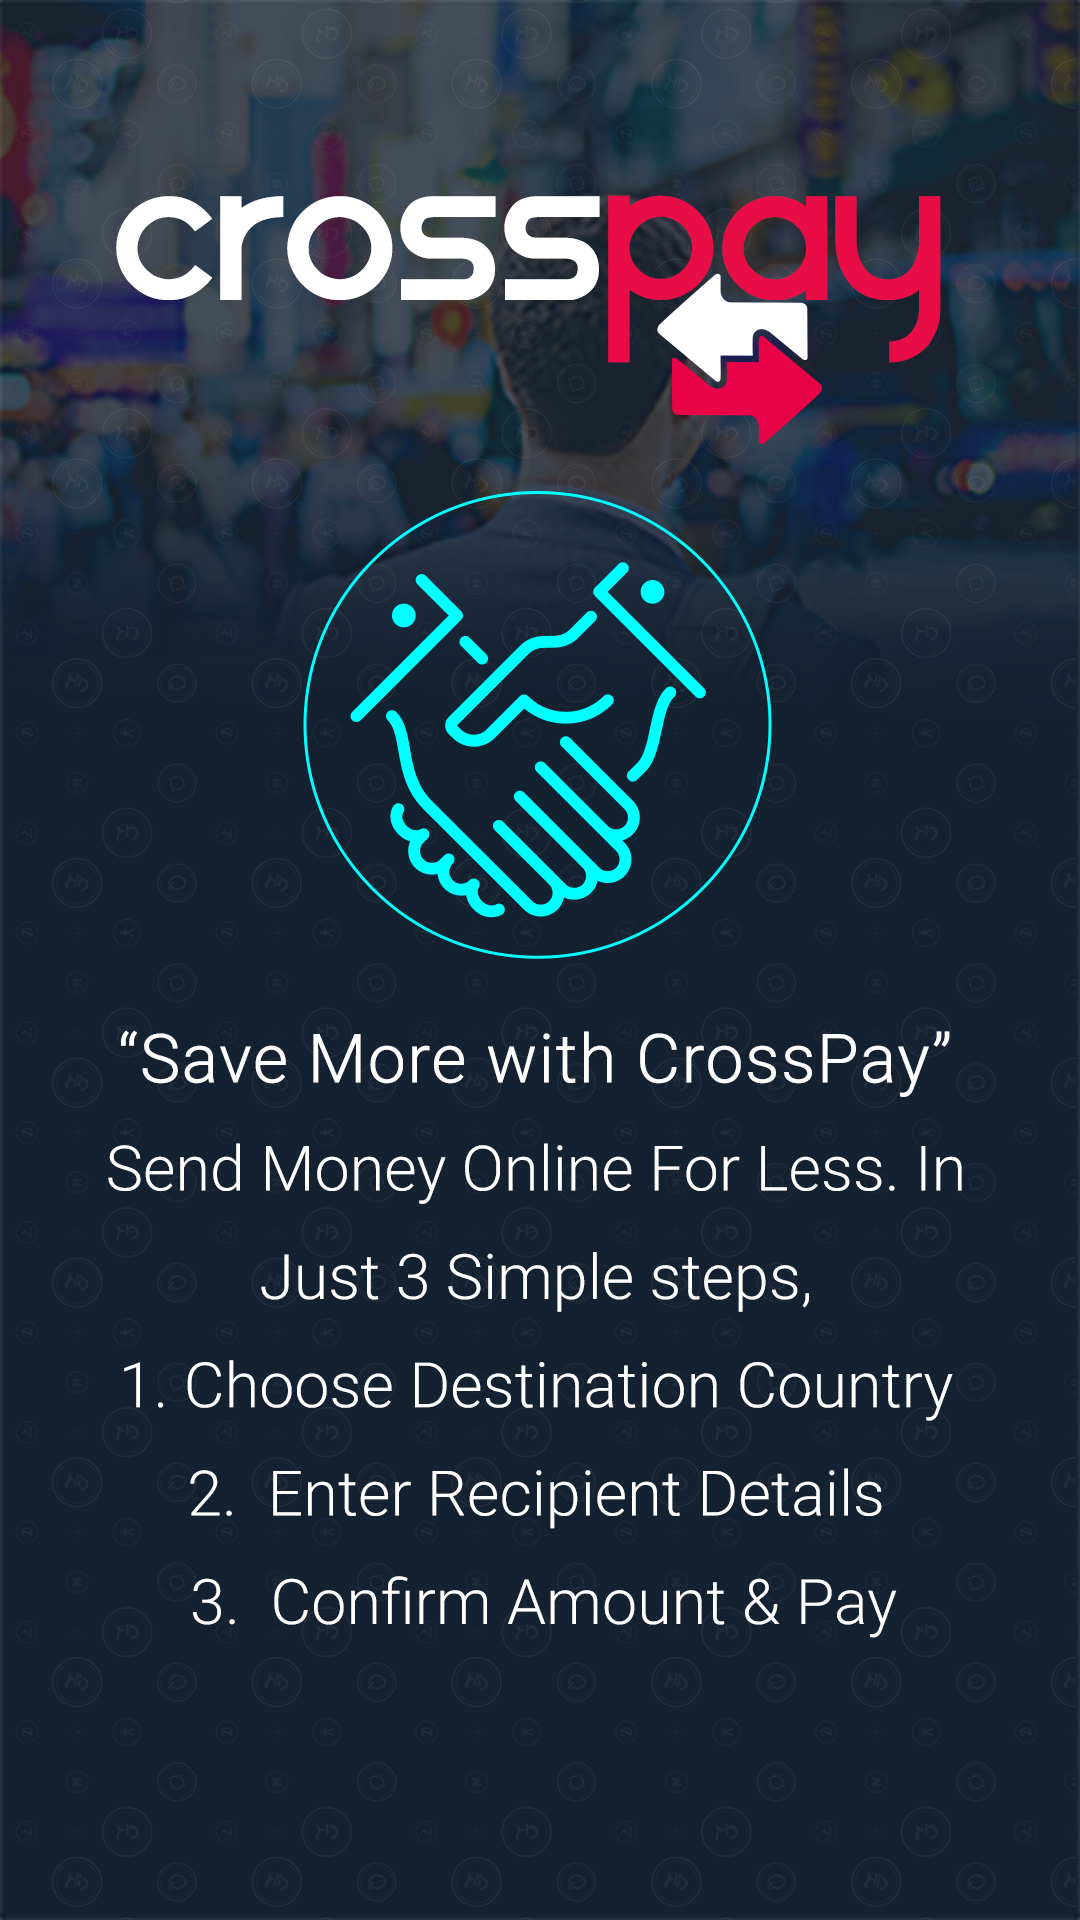 crosspay
“Save More with CrossPay”
Send Money Online For Less. In
Just 3 Simple steps,
1. Choose Destination Country
2. Enter Recipient Details
3. Confirm Amount & Pay